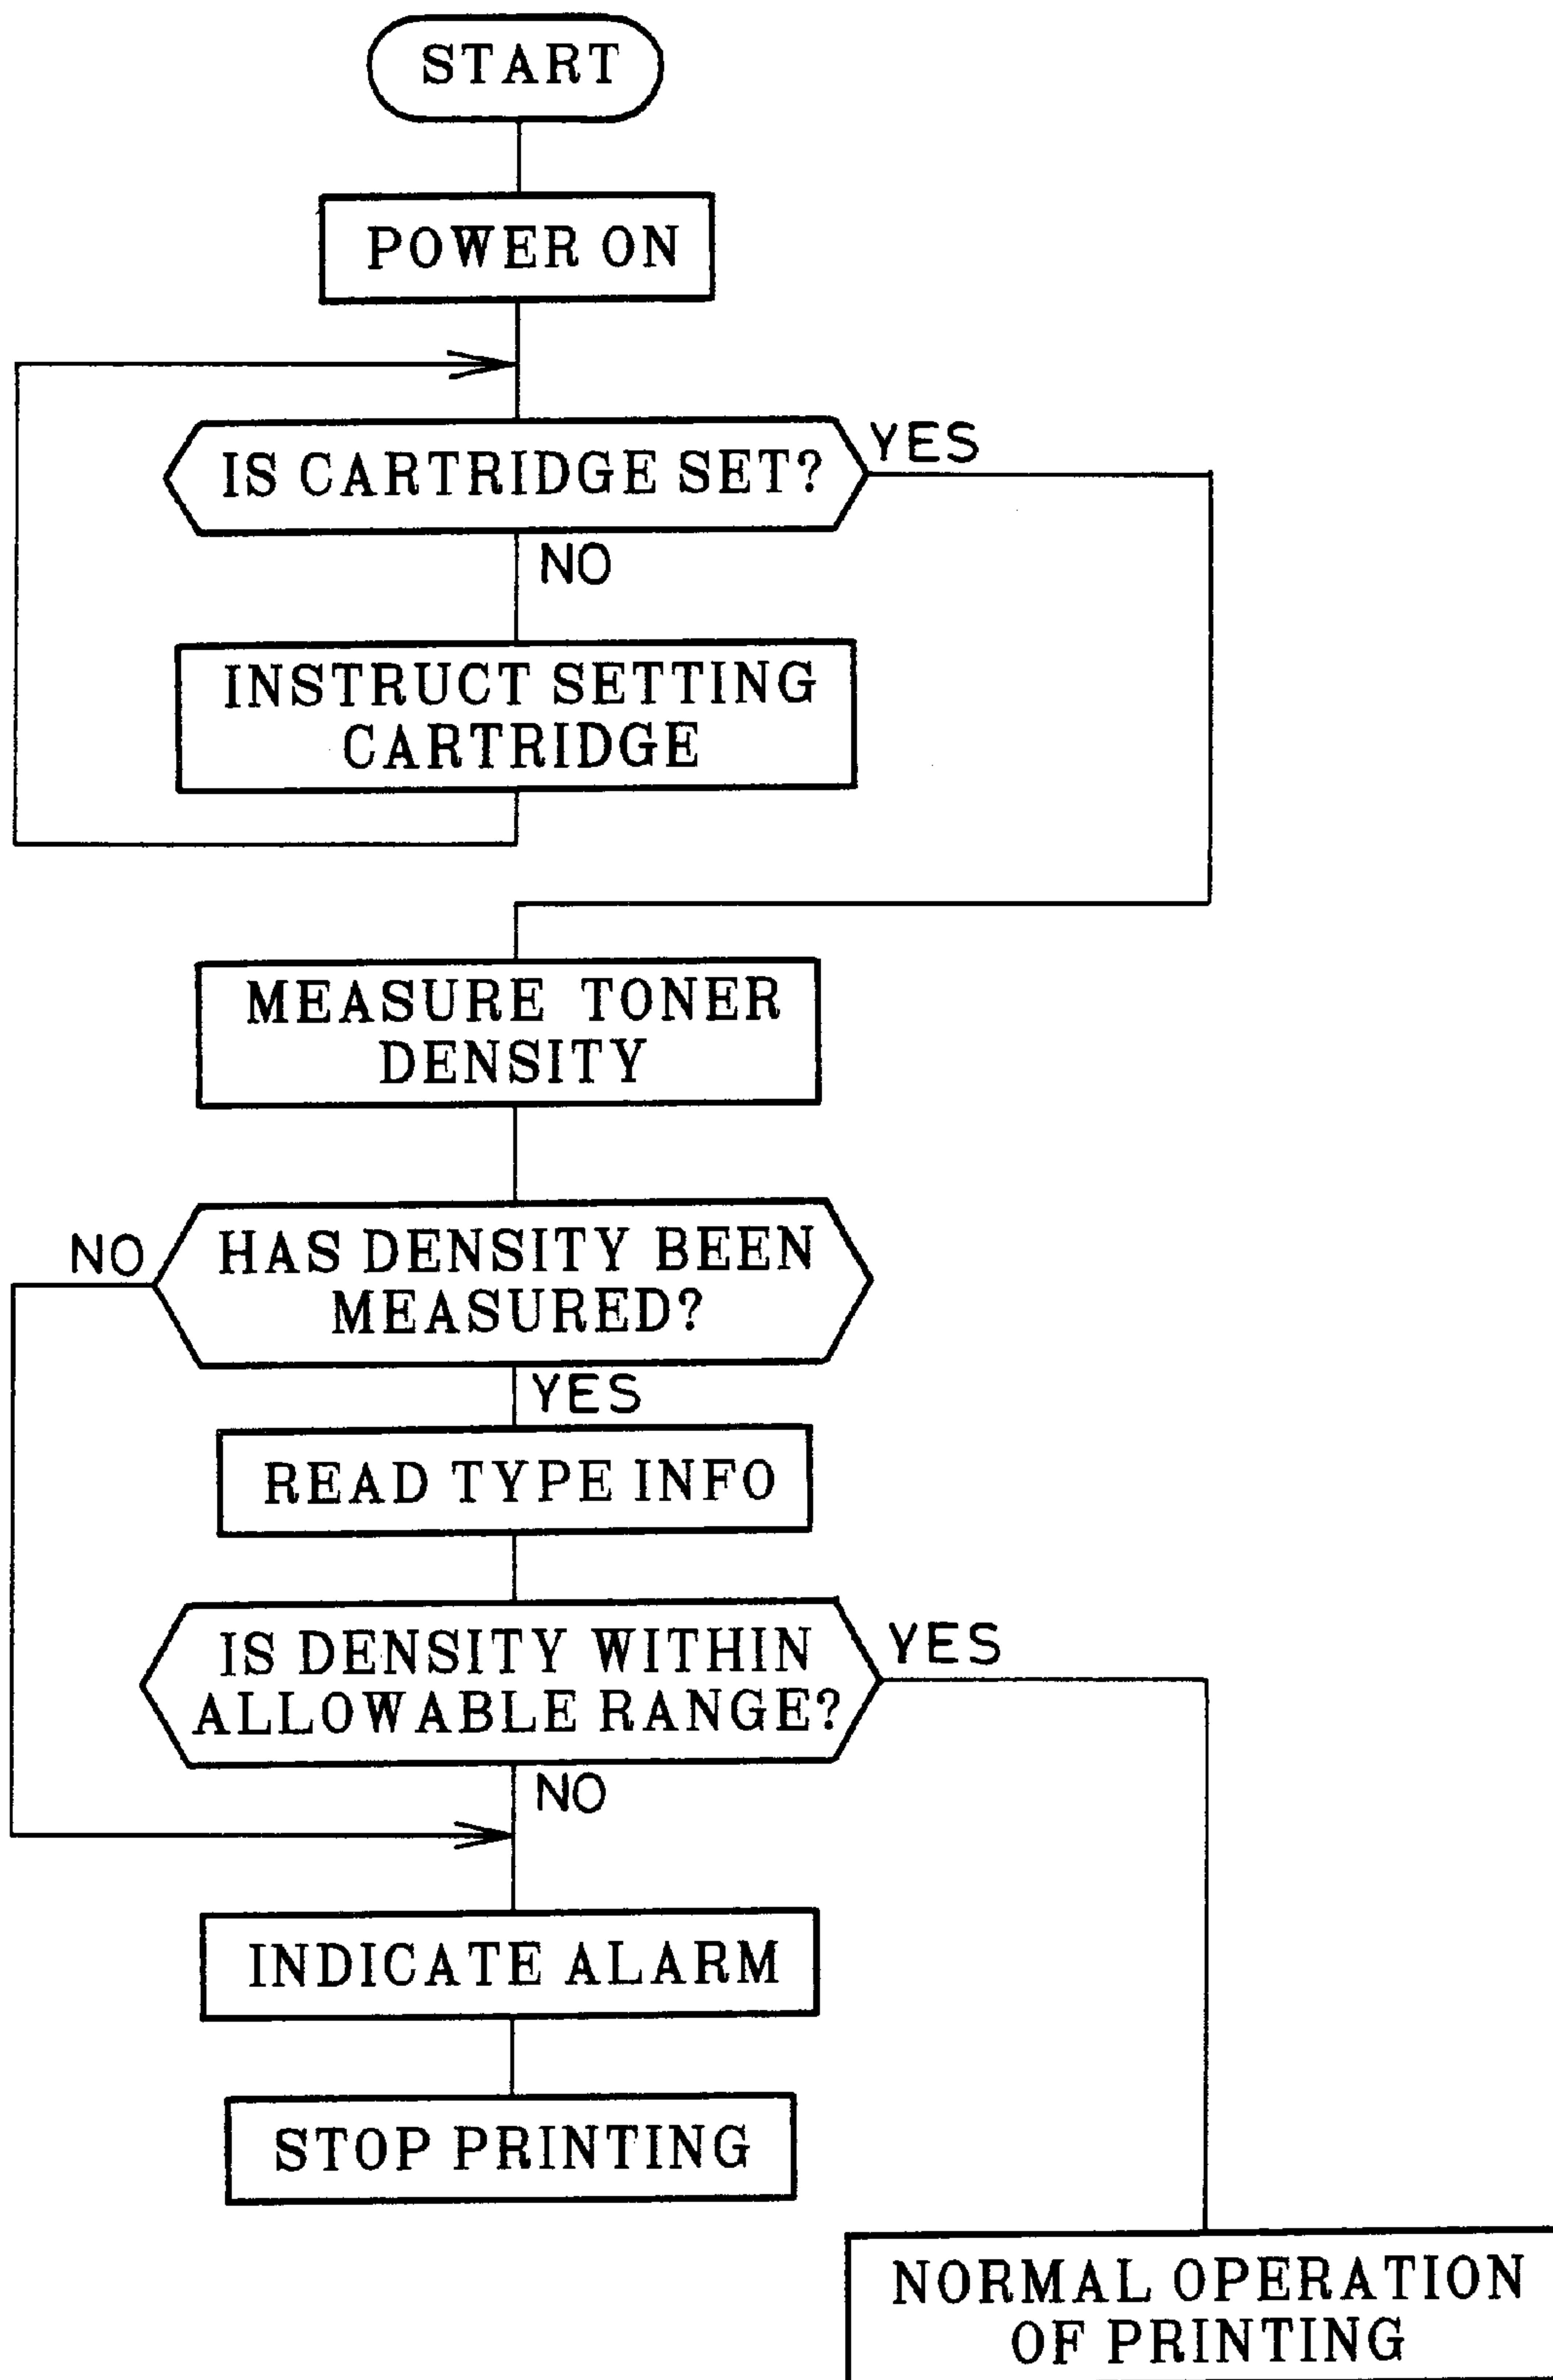 START
POWER ON
IS CARTRIDGE SET?
YES
NO
INSTRUCT SETTING
CARTRIDGE
MEASURE TONER
DENSITY
NO
HAS DENSITY BEEN
MEASURED?
YES
READ TYPE INFO
IS DENSITY WITHIN
ALLOWABLE RANGE?
YES
NO
INDICATE ALARM
STOP PRINTING
NORMAL OPERATION
OF PRINTING